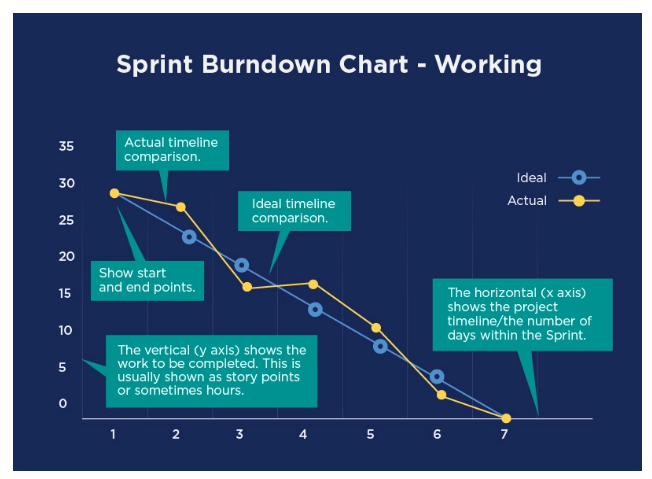 Sprint Burndown Chart - Working
35
30
25
20
15
10
5
0
Actual timeline
comparison.
Ideal timeline
comparison.
Ideal
Actual
Show start
and end points.
The horizontal (x axis)
shows the project
timeline/the number of
days within the Sprint.
The vertical (y axis) shows the
work to be completed. This is
usually shown as story points
or sometimes hours.
1 2 3 4 5 6 7